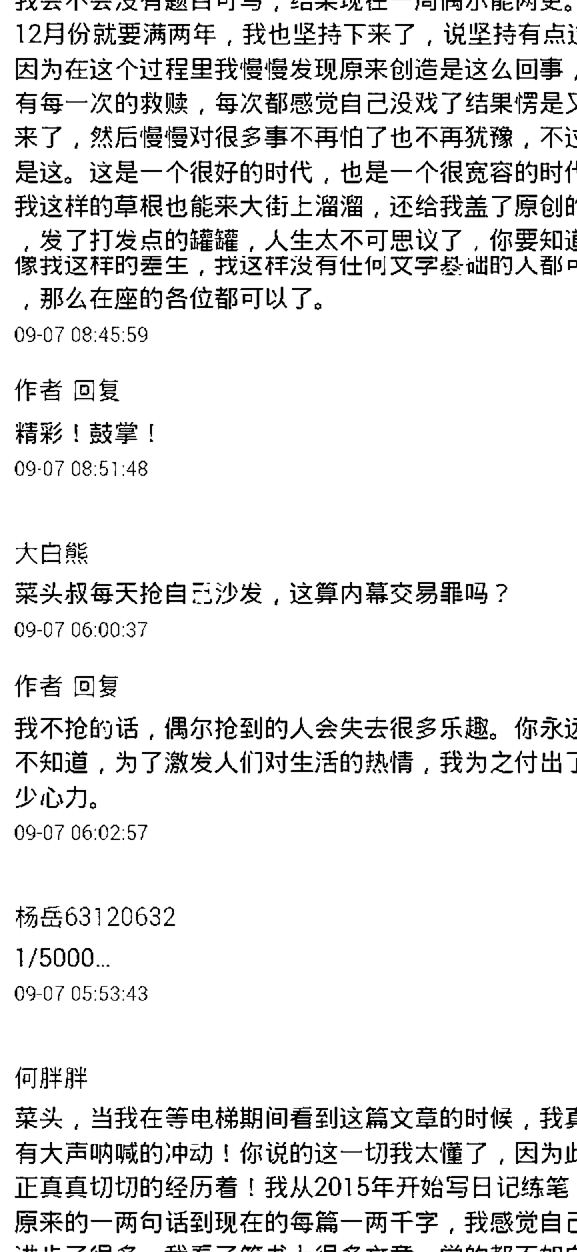 我会不会没有题目可写，结果现在一周偶尔能两更。
12月份就要满两年，我也坚持下来了，说坚持有点
因为在这个过程里我慢慢发现原来创造是这么回事，
有每一次的救赎，每次都感觉自己没戏了结果愣是又
来了，然后慢慢对很多事不再怕了也不再犹豫，不过
是这。这是一个很好的时代，也是一个很宽容的时代
我这样的草根也能来大街上溜溜，还给我盖了原创的
，发了打发点的罐罐，人生太不可思议了，你要知道
像我这样的差生，我这样没有任何文字基础的人都可
，那么在座的各位都可以了。
09-07 08:45:59
作者 回复
精彩！鼓掌！
09-07 08:51:48
大白熊
菜头叔每天抢自己沙发，这算内幕交易罪吗？
09-07 06:00:37
作者 回复
我不抢的话，偶尔抢到的人会失去很多乐趣。你永远
不知道，为了激发人们对生活的热情，我为之付出了
少心力。
09-07 06:02:57
杨岳63120632
1/5000...
09-07 05:53:43
何胖胖
菜头，当我在等电梯期间看到这篇文章的时候，我真
有大声呐喊的冲动！你说的这一切我太懂了，因为此
正真真切切的经历着！我从2015年开始写日记练笔
原来的一两句话到现在的每篇一两千字，我感觉自己
进步了很多，我看了